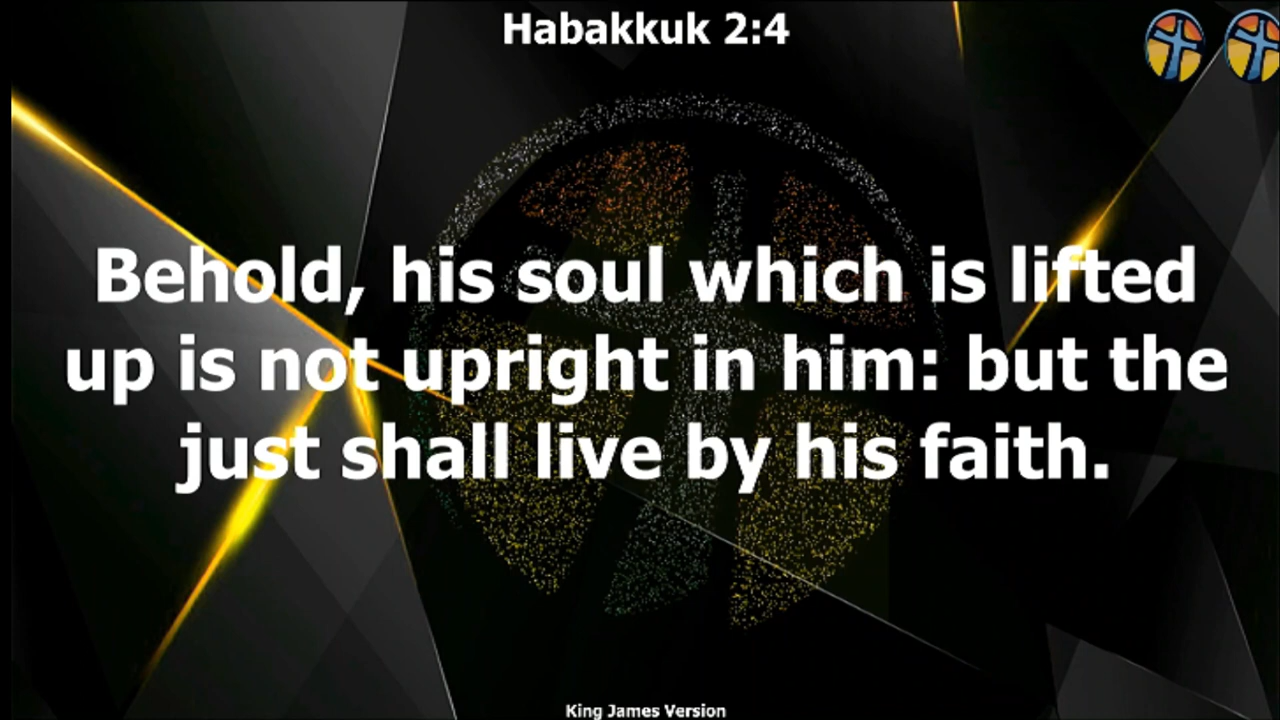 Habakkuk 2:4
Behold, his soul which is lifted
up is not upright in him: but the
just shall live by his faith.
King James Version